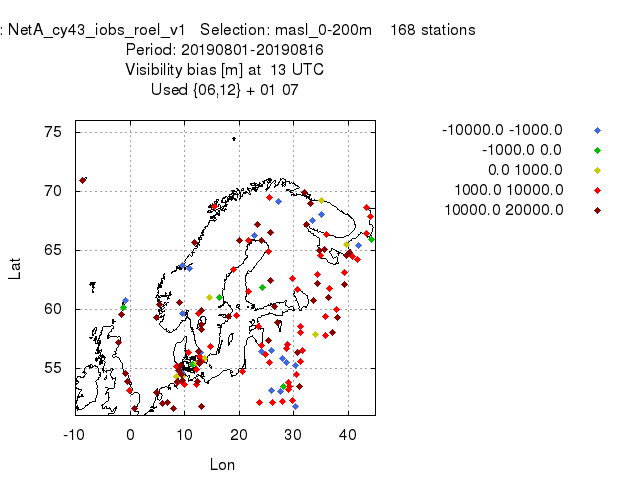 : NetA_cy43_iobs_roel_v1 Selection: masl_0-200m 168 stations
Period: 20190801-20190816
Visibility bias [m] at 13 UTC
Used {06,12} + 01 07
75
70
65
60
55
Lat
-10 0 10 20 30 40
Lon
-10000.0 -1000.0
-1000.0 0.0
0.0 1000.0
1000.0 10000.0
10000.0 20000.0